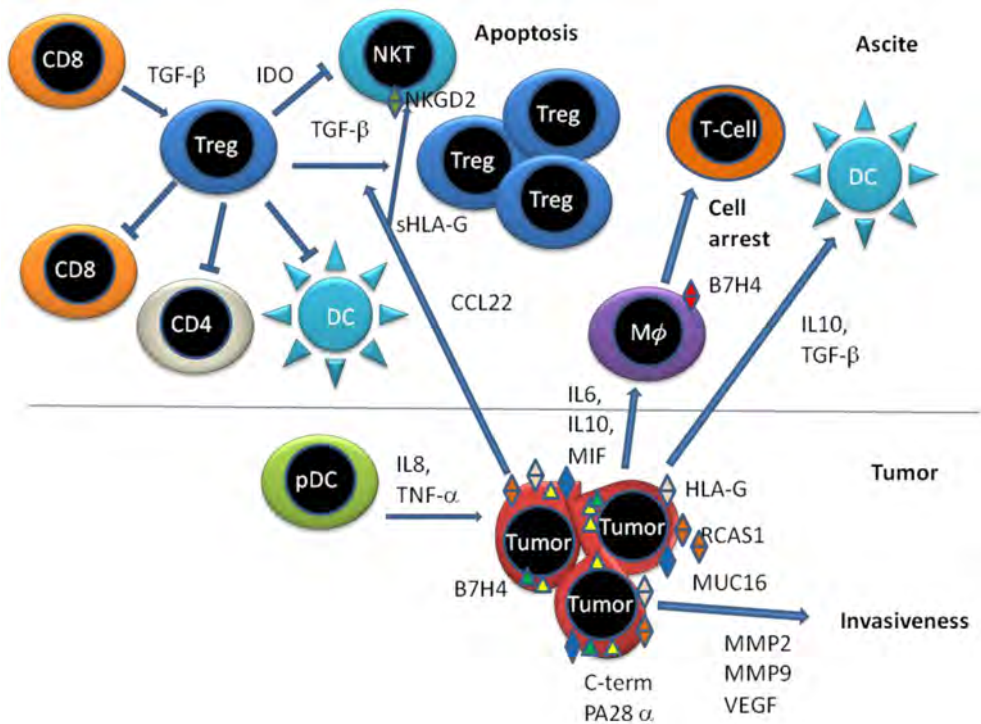 CD8
TGF-β
IDO
NKT
Apoptosis
Ascite
NKGD2
Treg
TGF-β
Treg
Treg
Treg
T-Cell
DC
sHLA-G
Cell
arrest
CD8
CD4
DC
CCL22
B7H4
Mϕ
IL10,
TGF-β
IL6,
IL10,
MIF
pDC
IL8,
TNF-α
Tumor
HLA-G
Tumor
Tumor
RCAS1
B7H4
Tumor
MUC16
Invasiveness
MMP2
MMP9
VEGF
C-term
PA28 α